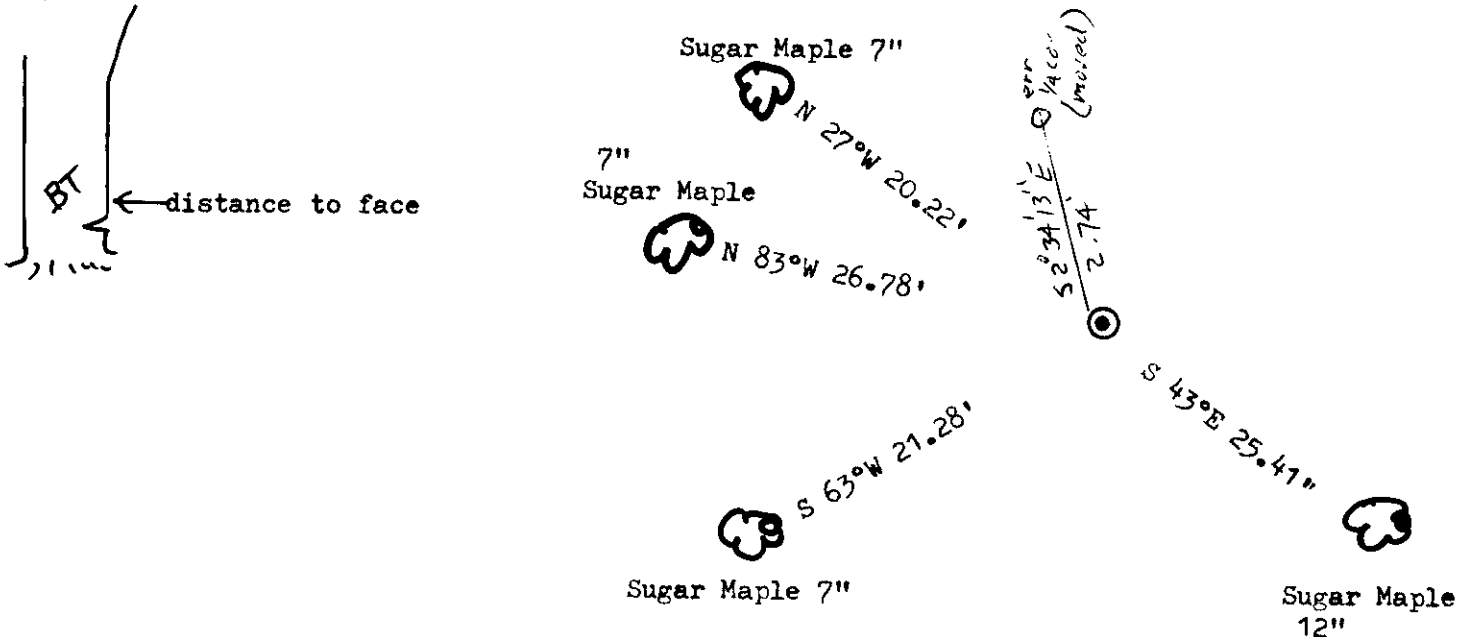 Sugar Maple 7"
(moved)
N 27°W 20.22'
7"
Sugar Maple
BT
distance to face
N 83°W 26.78'
S 2° 34' 13" E
2.74'
S 43°E 25.41"
S 63°W 21.28'
Sugar Maple 7"
Sugar Maple
12"